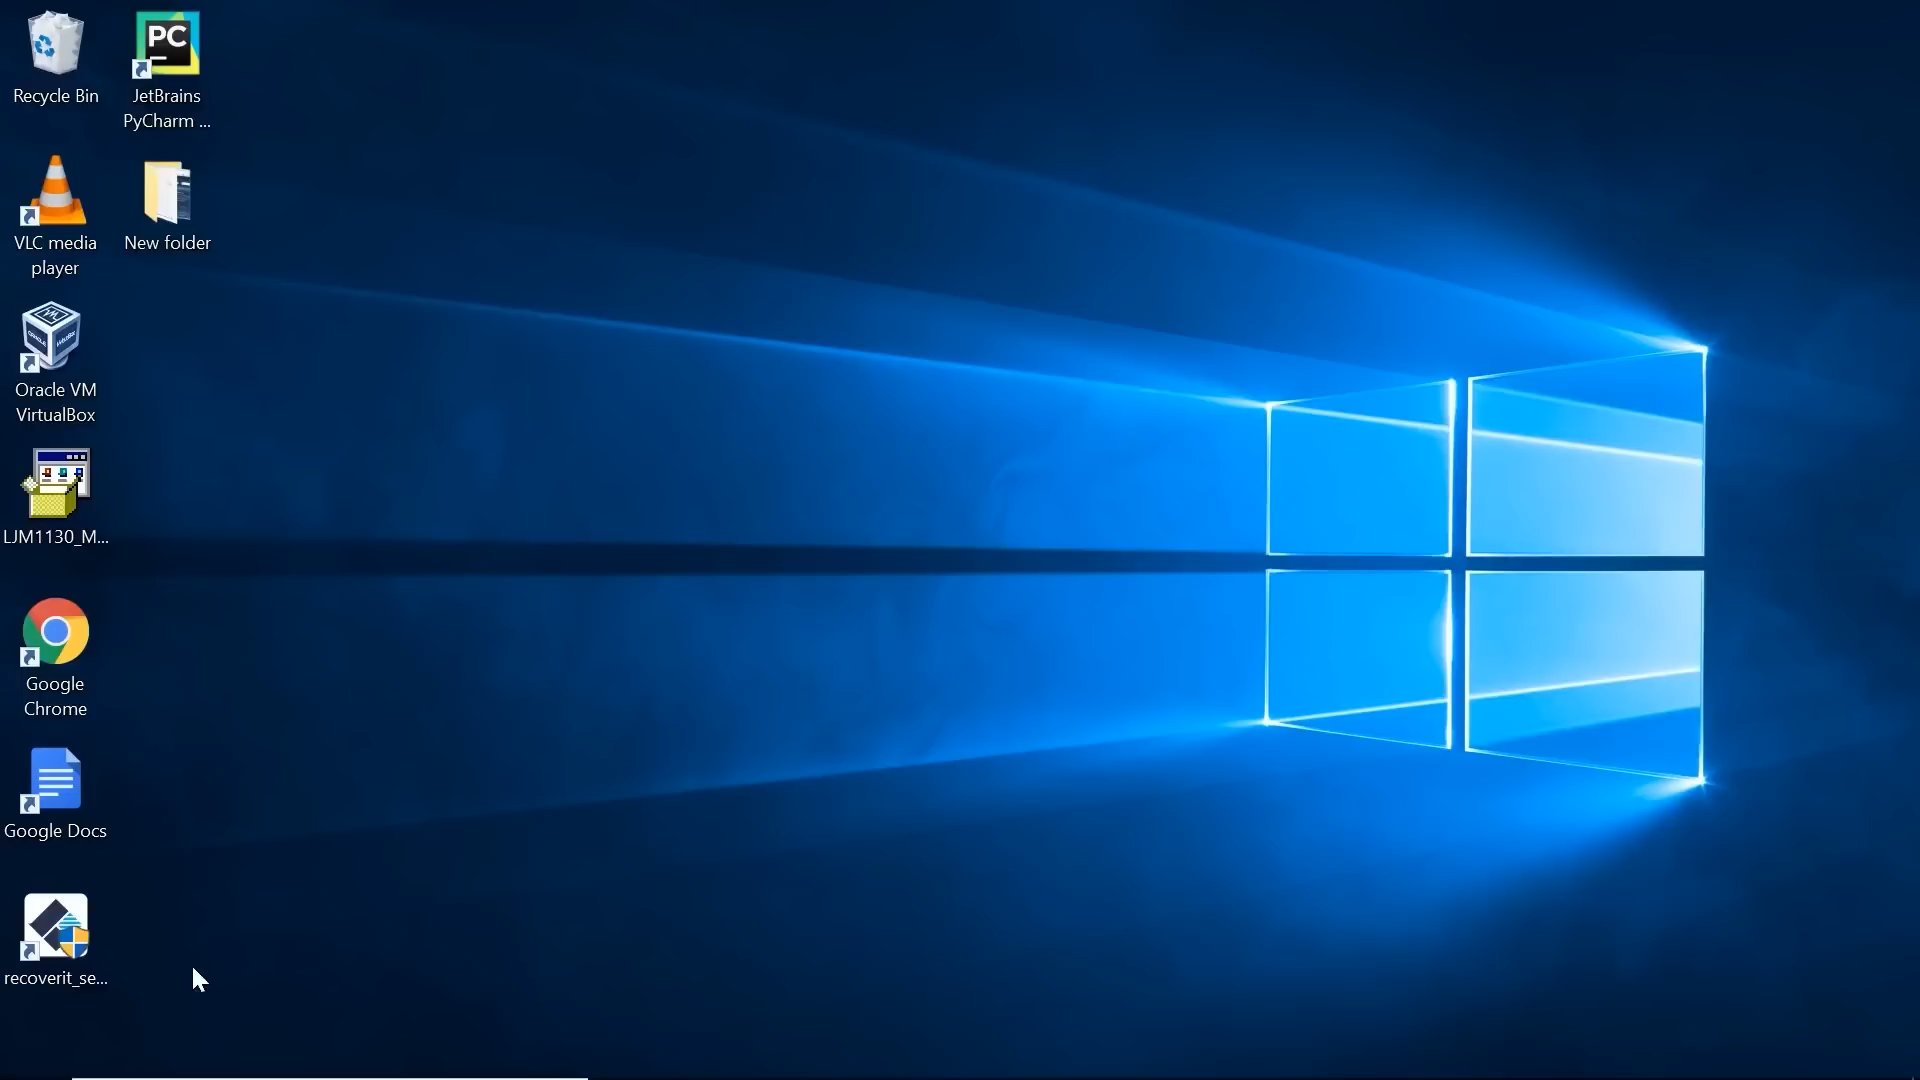 Recycle Bin
PC
JetBrains
PyCharm ...
VLC media
player
New folder
Oracle VM
VirtualBox
LJM1130_M...
Google
Chrome
Google Docs
recoverit_se...